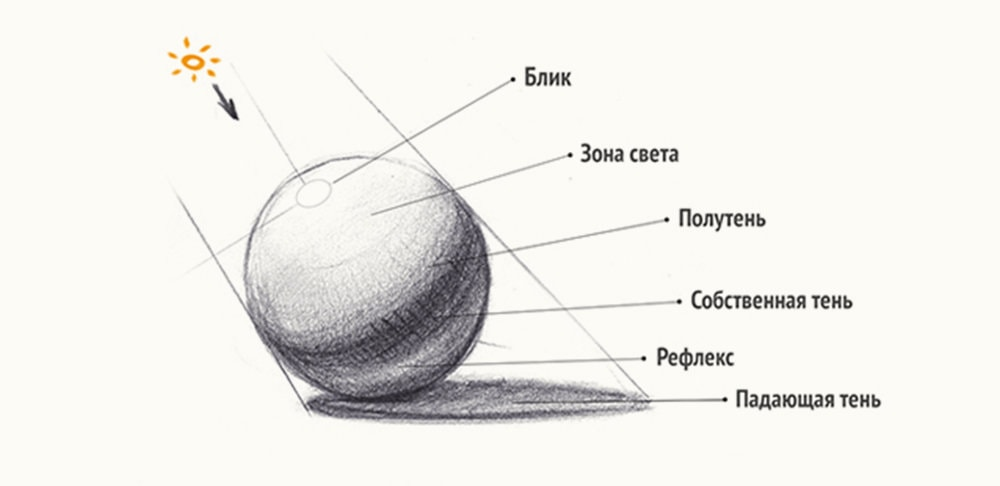 Блик
Зона света
Полутень
Собственная тень
Рефлекс
Падающая тень